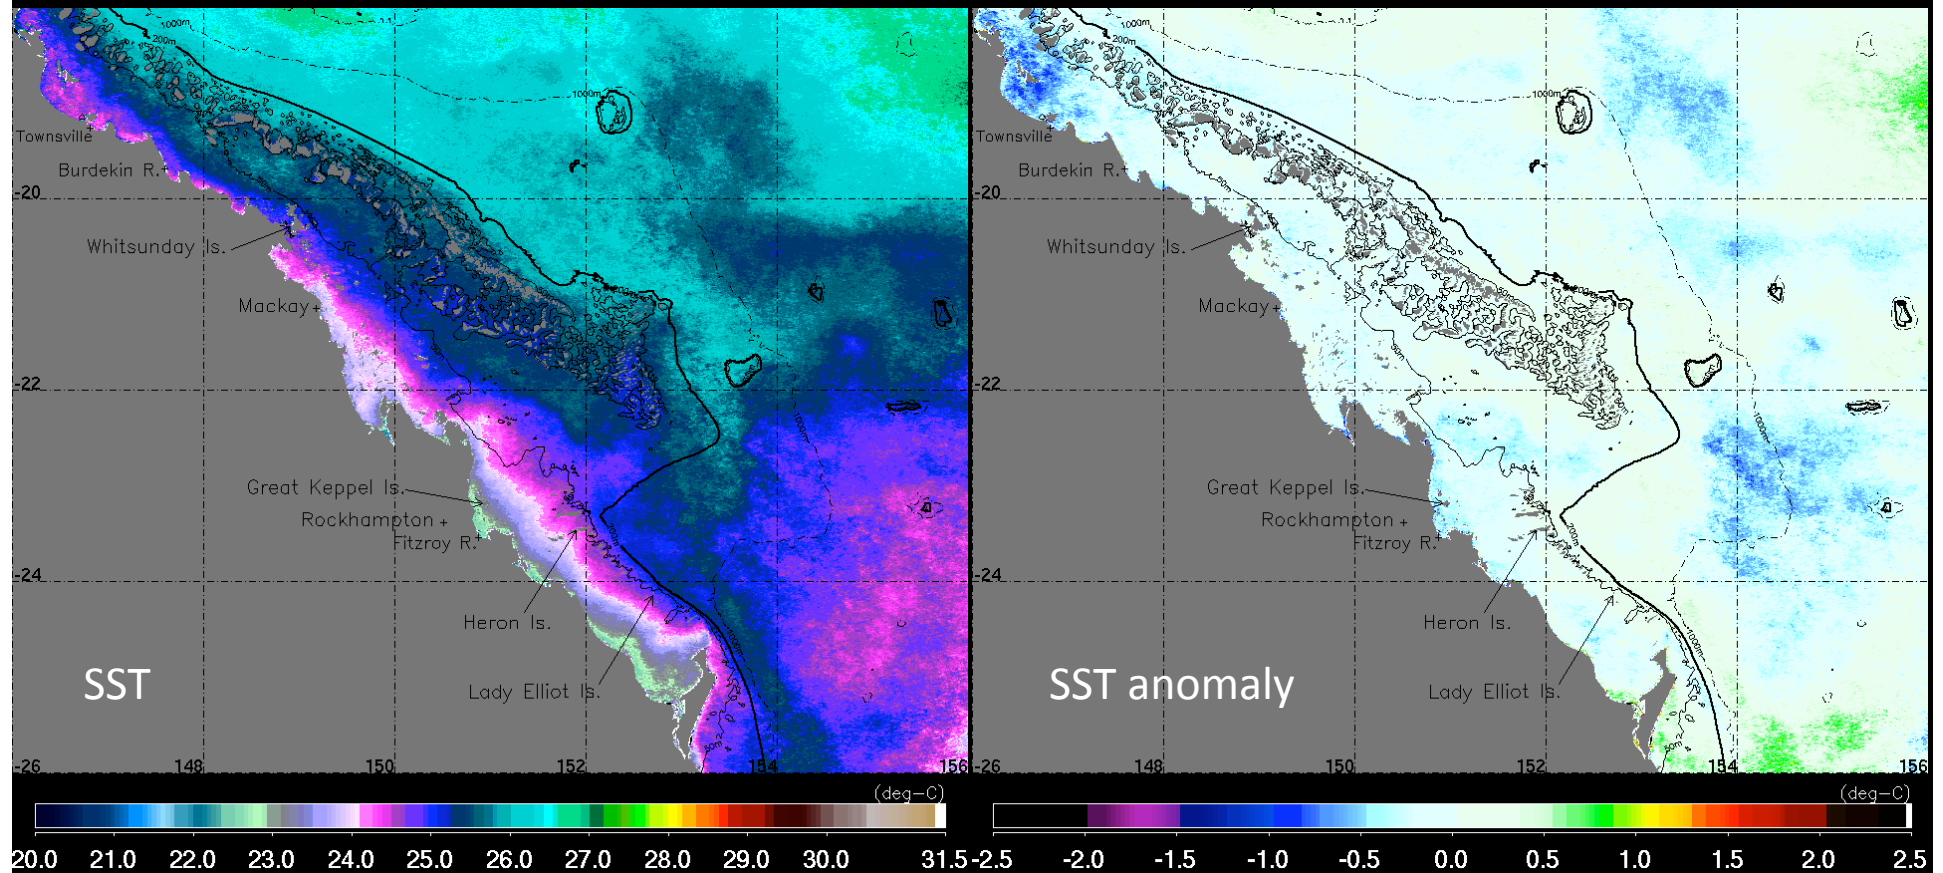 1000m
200m
1000m
Townsville
Burdekin R.
-20
Whitsunday Is.
Mackay
-22
Great Keppel Is.
Rockhampton
Fitzroy R.
-24
Heron Is.
Lady Elliot Is.
SST
1000m
50m
-26
148
150
152
154
156
(deg-C)
20.0 21.0 22.0 23.0 24.0 25.0 26.0 27.0 28.0 29.0 30.0 31.5
1000m
200m
1000m
Townsville
Burdekin R.
-20
Whitsunday Is.
Mackay
-22
1000m
Great Keppel Is.
Rockhampton
200m
Fitzroy R.
-24
Heron Is.
Lady Elliot Is.
SST anomaly
1000m
50m
-26
148
150
152
154
156
(deg-C)
-2.5 -2.0 -1.5 -1.0 -0.5 0.0 0.5 1.0 1.5 2.0 2.5